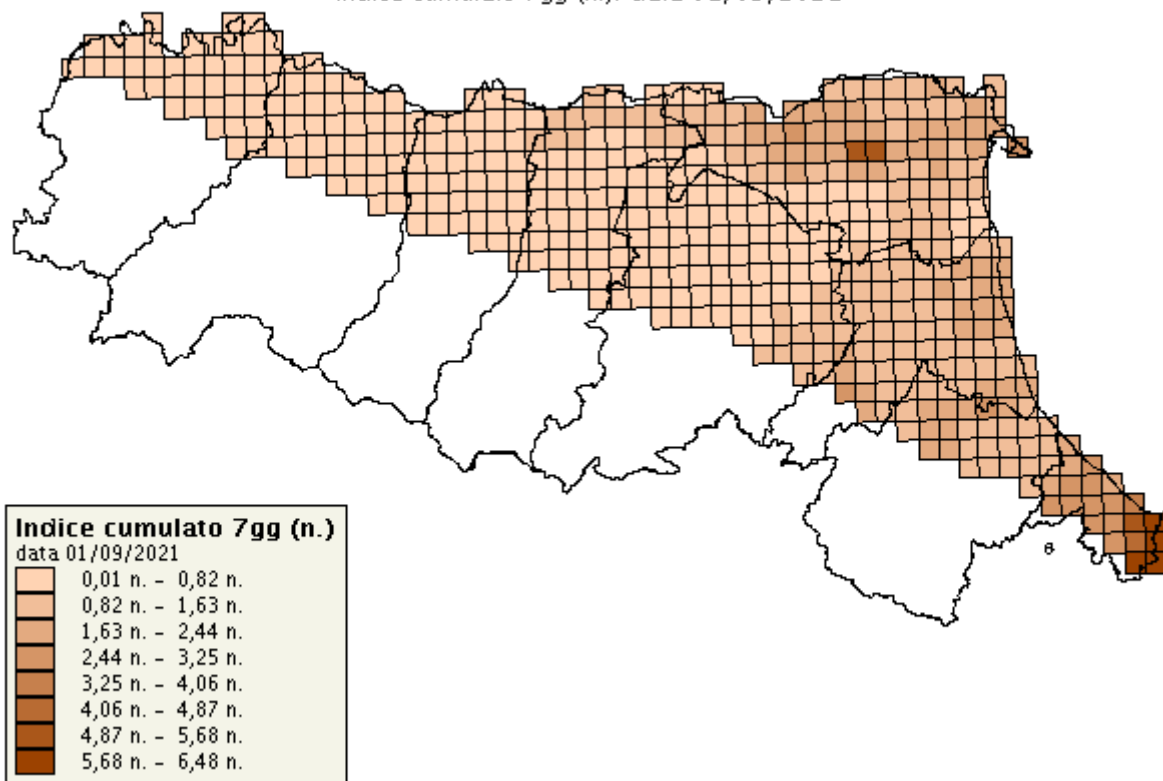 Indice cumulato 7gg (n.)
data 01/09/2021
0,01 n. - 0,82 n.
0,82 n. - 1,63 n.
1,63 n. - 2,44 n.
2,44 n. - 3,25 n.
3,25 n. - 4,06 n.
4,06 n. - 4,87 n.
4,87 n. - 5,68 n.
5,68 n. - 6,48 n.